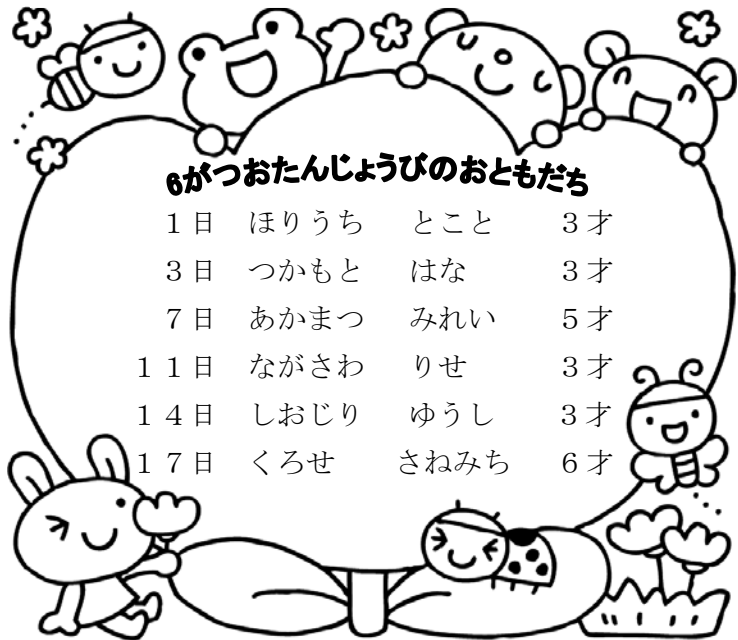 6がつおたんじょうびのおともだち
１日　ほりうち　とこと　３才
３日　つかもと　はな　３才
７日　あかまつ　みれい　５才
１１日　ながさわ　りせ　３才
１４日　しおじり　ゆうし　３才
１７日　くろせ　さねみち　６才